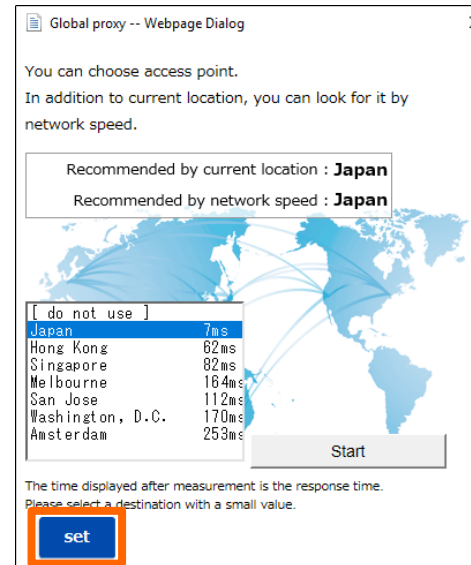 Global proxy -- Webpage Dialog
You can choose access point.
In addition to current location, you can look for it by
network speed.
Recommended by current location : Japan
Recommended by network speed : Japan
[ do not use ]
Japan 7ms
Hong Kong 62ms
Singapore 82ms
Melbourne 164ms
San Jose 112ms
Washington, D.C. 170ms
Amsterdam 253ms
Start
The time displayed after measurement is the response time.
Please select a destination with a small value.
set